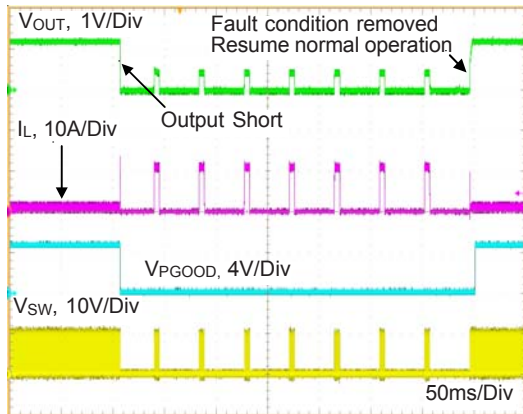 VOUT, 1V/Div
Fault condition removed
Resume normal operation
Output Short
IL, 10A/Div
VPGOOD, 4V/Div
VSW, 10V/Div
50ms/Div